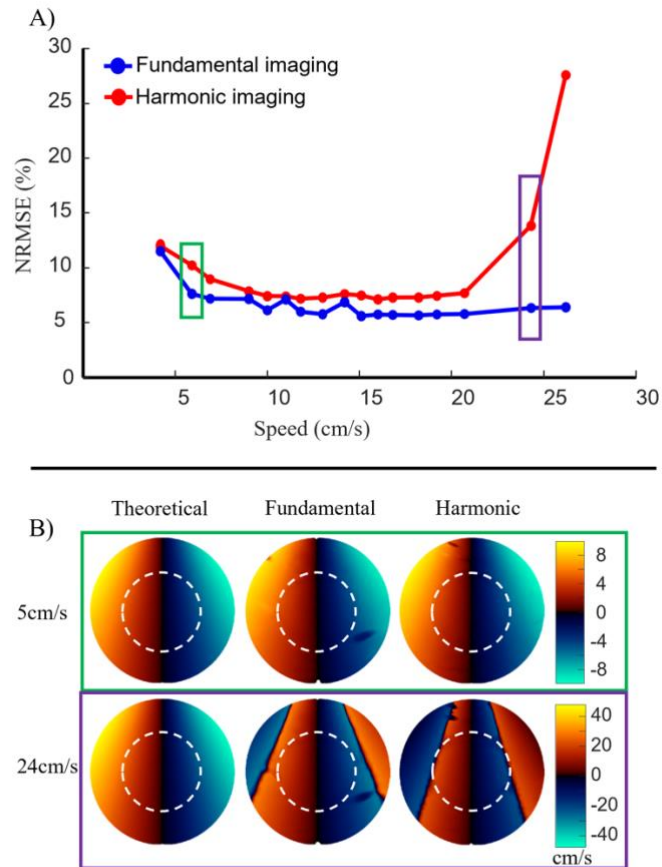 A)
30
25
20
15
10
5
0
NRMSE (%)
Fundamental imaging
Harmonic imaging
5 10 15 20 25 30
Speed (cm/s)
B)
Theoretical Fundamental Harmonic
5cm/s
8
4
0
-4
-8
24cm/s
40
20
0
-20
-40
cm/s